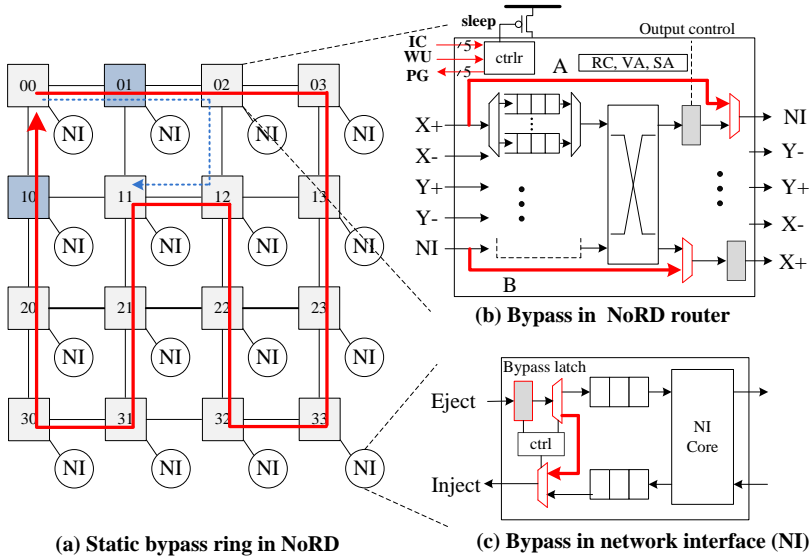 00
01
02
03
NI
NI
NI
NI
10
11
12
13
NI
NI
NI
NI
20
21
22
23
NI
NI
NI
NI
30
31
32
33
NI
NI
NI
NI
(a) Static bypass ring in NoRD
sleep
Output control
IC
5
WU
PG
5
ctrlr
A
RC, VA, SA
X+
X-
Y+
Y-
NI
B
NI
Y-
Y+
X-
X+
(b) Bypass in NoRD router
Bypass latch
Eject
ctrl
NI
Core
Inject
(c) Bypass in network interface (NI)